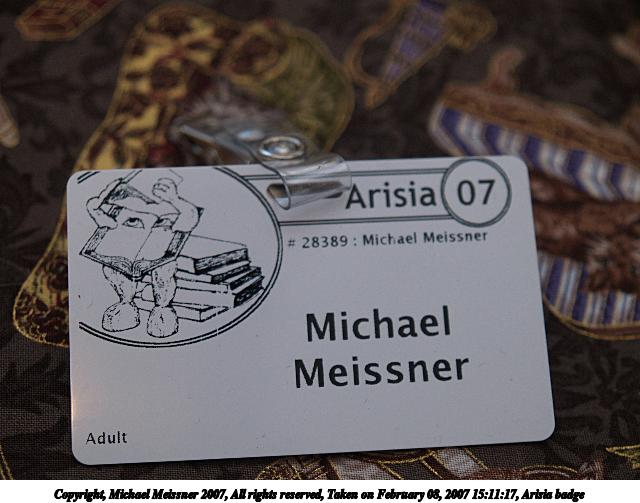 Arisia 07
# 28389 : Michael Meissner
Michael
Meissner
Adult
Copyright, Michael Meissner 2007, All rights reserved, Taken on February 08, 2007 15:11:17, Arisia badge